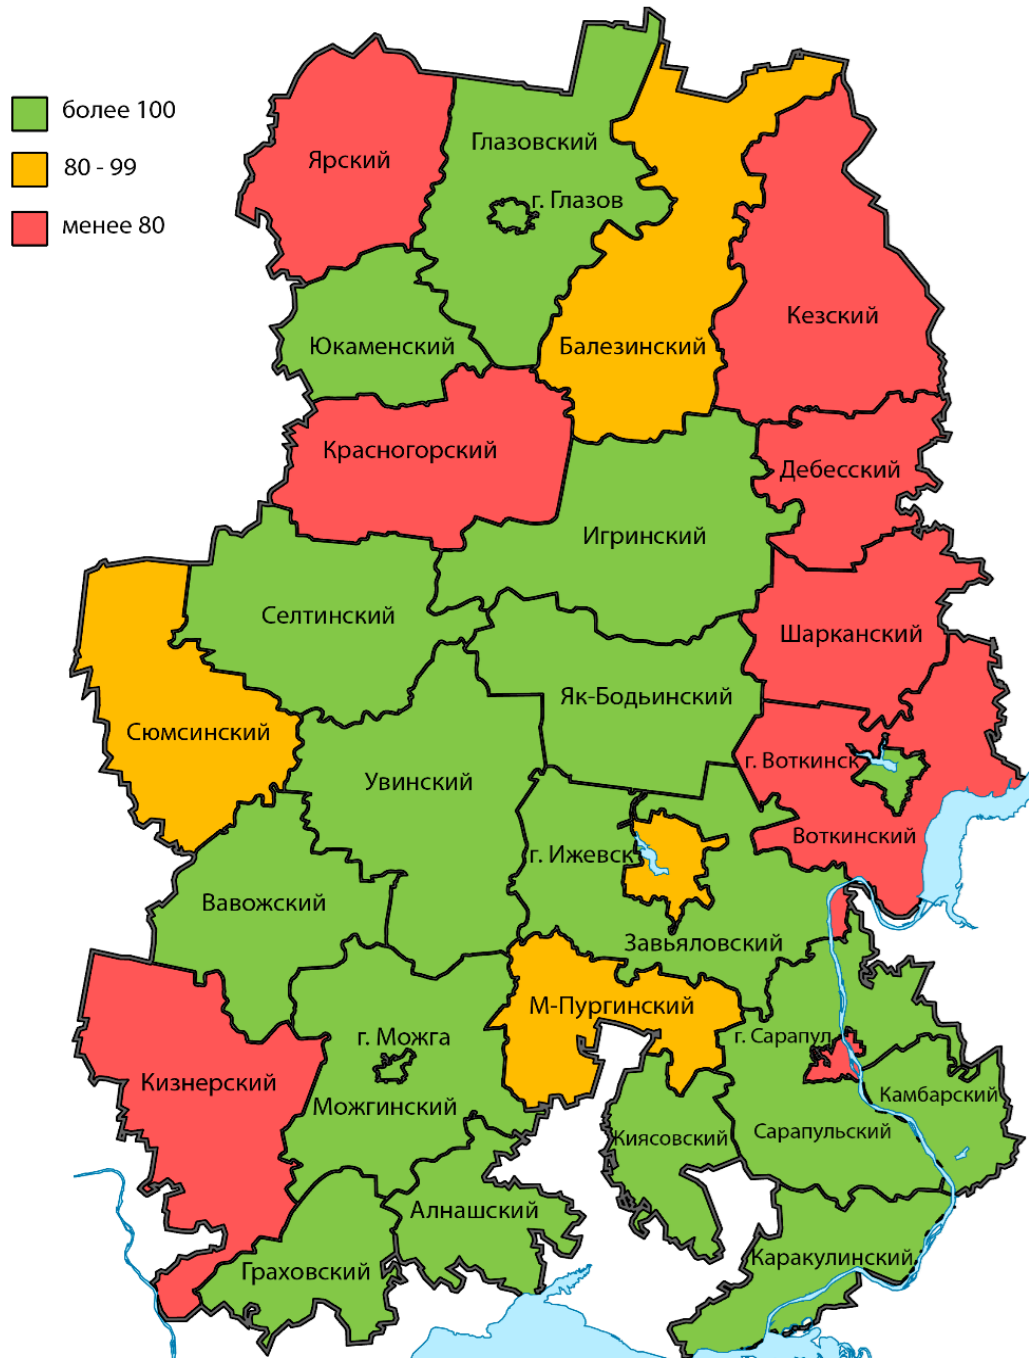 более 100
80 - 99
менее 80
Ярский
Глазовский
г. Глазов
Кезский
Юкаменский
Балезинский
Красногорский
Дебесский
Игринский
Селтинский
Шарканский
Як-Бодьинский
Сюмсинский
г. Воткинск
Увинский
Воткинский
г. Ижевск
Вавожский
Завьяловский
М-Пургинский
г. Сарапул
г. Можга
Кизнерский
Камбарский
Можгинский
Киясовский
Сарапульский
Алнашский
Каракулинский
Граховский